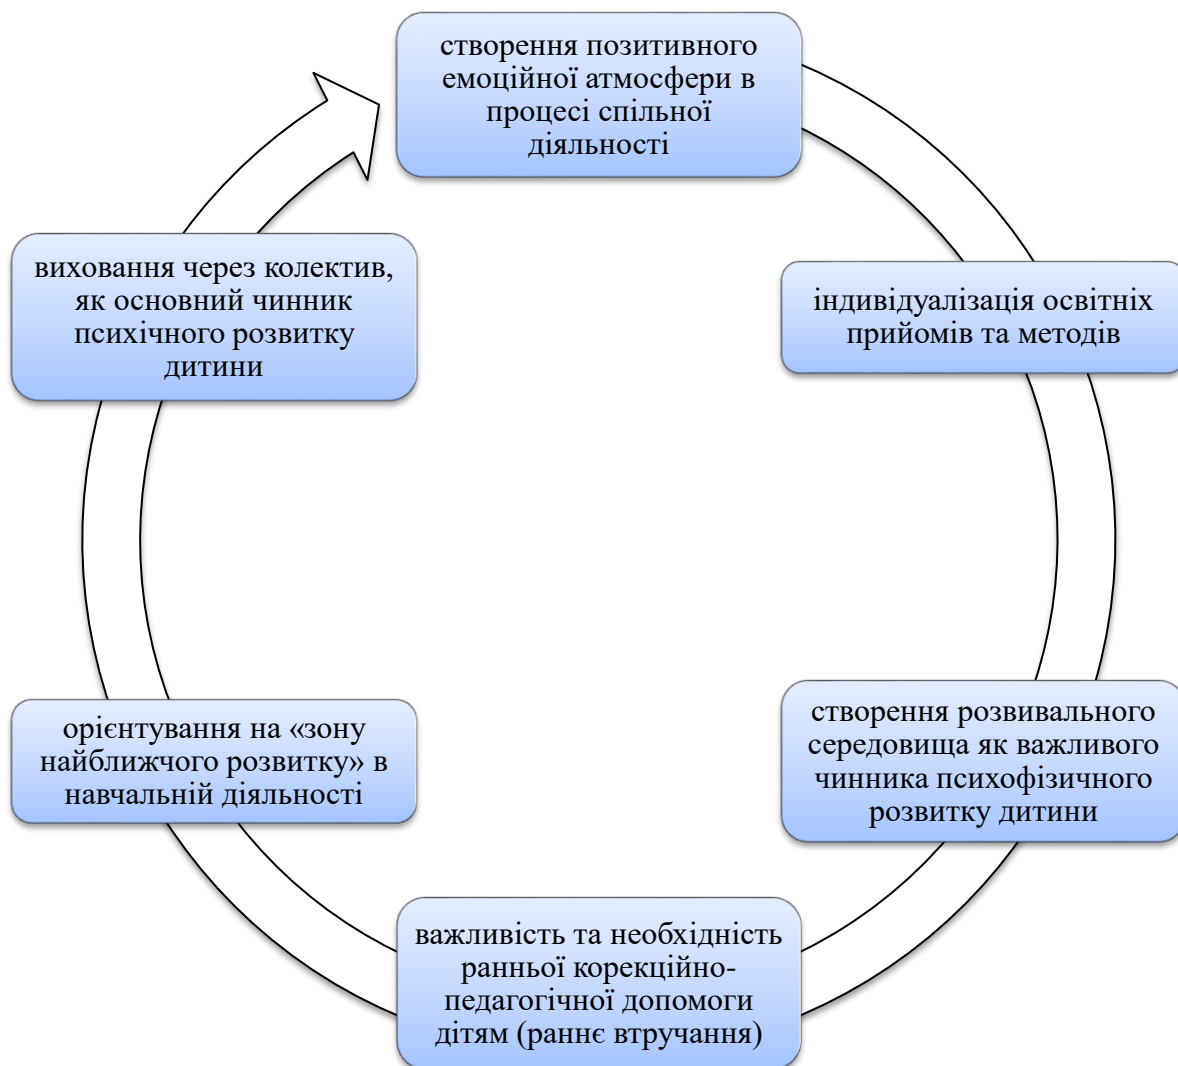 створення позитивного
емоційної атмосфери в
процесі спільної
діяльності
індивідуалізація освітніх
прийомів та методів
створення розвивального
середовища як важливого
чинника психофізичного
розвитку дитини
важливість та необхідність
ранньої корекційно-
педагогічної допомоги
дітям (раннє втручання)
орієнтування на «зону
найближчого розвитку» в
навчальній діяльності
виховання через колектив,
як основний чинник
психічного розвитку
дитини